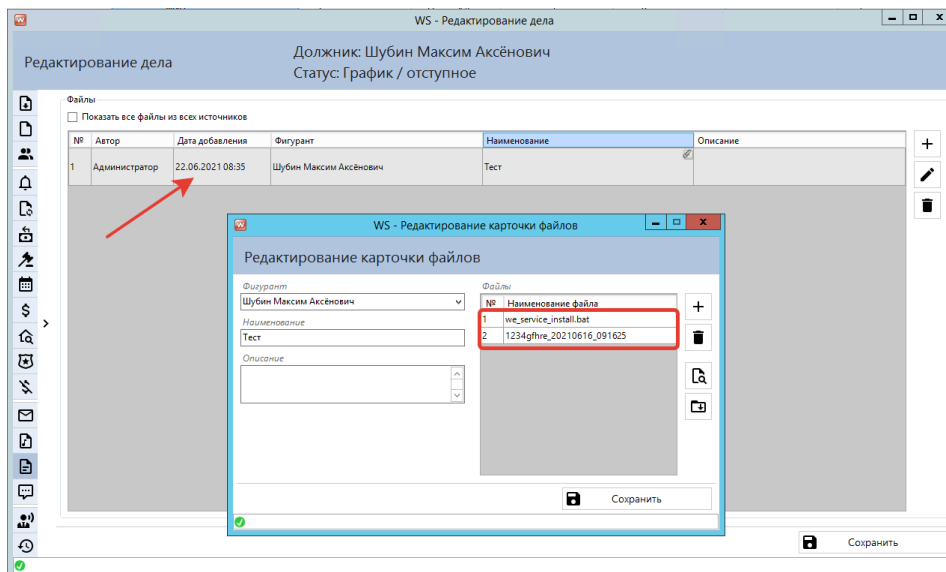 WS - Редактирование дела
Редактирование дела
Должник: Шубин Максим Аксёнович
Статус: График / отступное
Файлы
Показать все файлы из всех источников
№ Автор Дата добавления Фигурант Наименование Описание
1 Администратор 22.06.2021 08:35 Шубин Максим Аксёнович Тест
WS - Редактирование карточки файлов
Редактирование карточки файлов
Фигурант
Шубин Максим Аксёнович
Наименование
Тест
Описание
Файлы
№ Наименование файла
1 we_service_install.bat
2 1234gfhre_20210616_091625
Сохранить
Сохранить